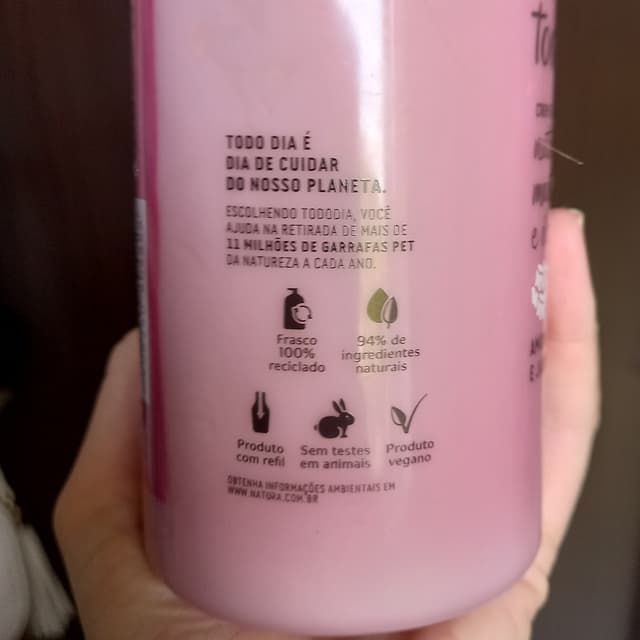 TODO DIA É
DIA DE CUIDAR
DO NOSSO PLANETA.
ESCOLHENDO TODODIA, VOCÊ
AJUDA NA RETIRADA DE MAIS DE
11 MILHÕES DE GARRAFAS PET
DA NATUREZA A CADA ANO.
Frasco
100%
reciclado
94% de
ingredientes
naturais
Produto
com refil
Sem testes
em animais
Produto
vegano
OBTENHA INFORMAÇÕES AMBIENTAIS EM
WWW.NATURA.COM.BR